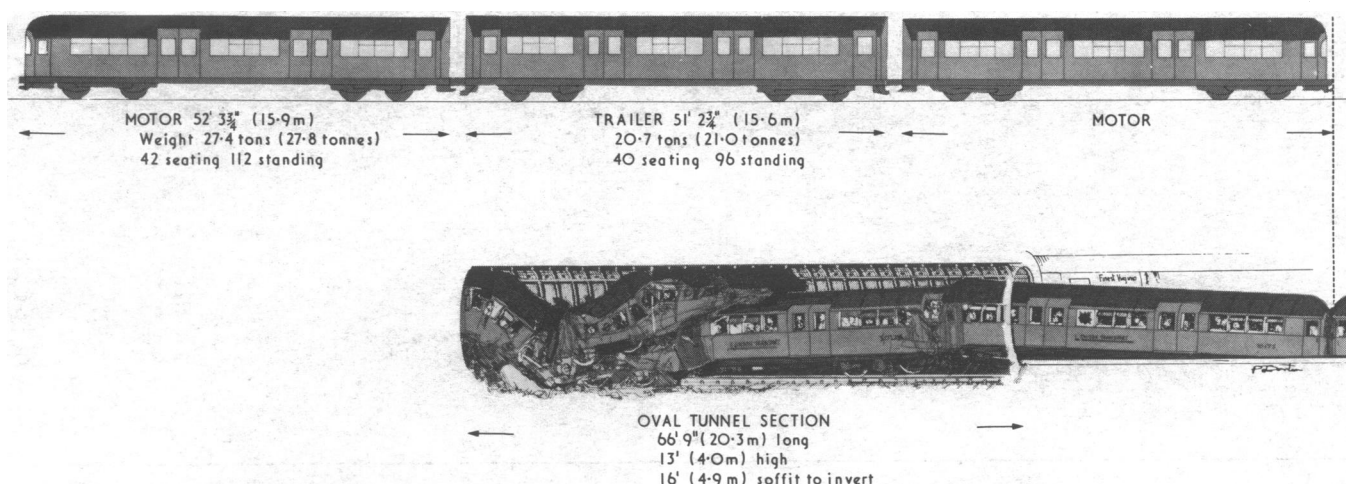 MOTOR 52' 3¾" (15·9m)
Weight 27·4 tons (27·8 tonnes)
42 seating 112 standing
TRAILER 51' 2¾" (15·6m)
20·7 tons (21·0 tonnes)
40 seating 96 standing
MOTOR
OVAL TUNNEL SECTION
66' 9" (20·3m) long
13' (4·0m) high
16' (4·9m) soffit to invert